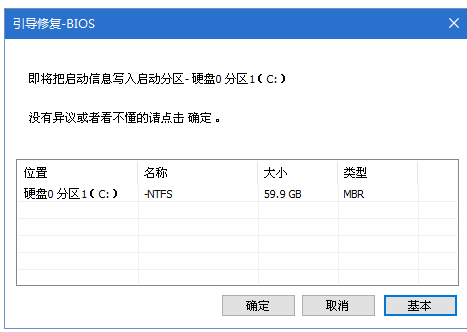 引导修复-BIOS
即将把启动信息写入启动分区- 硬盘0 分区1（ C: ）
没有异议或者看不懂的请点击 确定 。
位置 名称 大小 类型
硬盘0 分区1（ C: ） -NTFS 59.9 GB MBR
确定 取消 基本